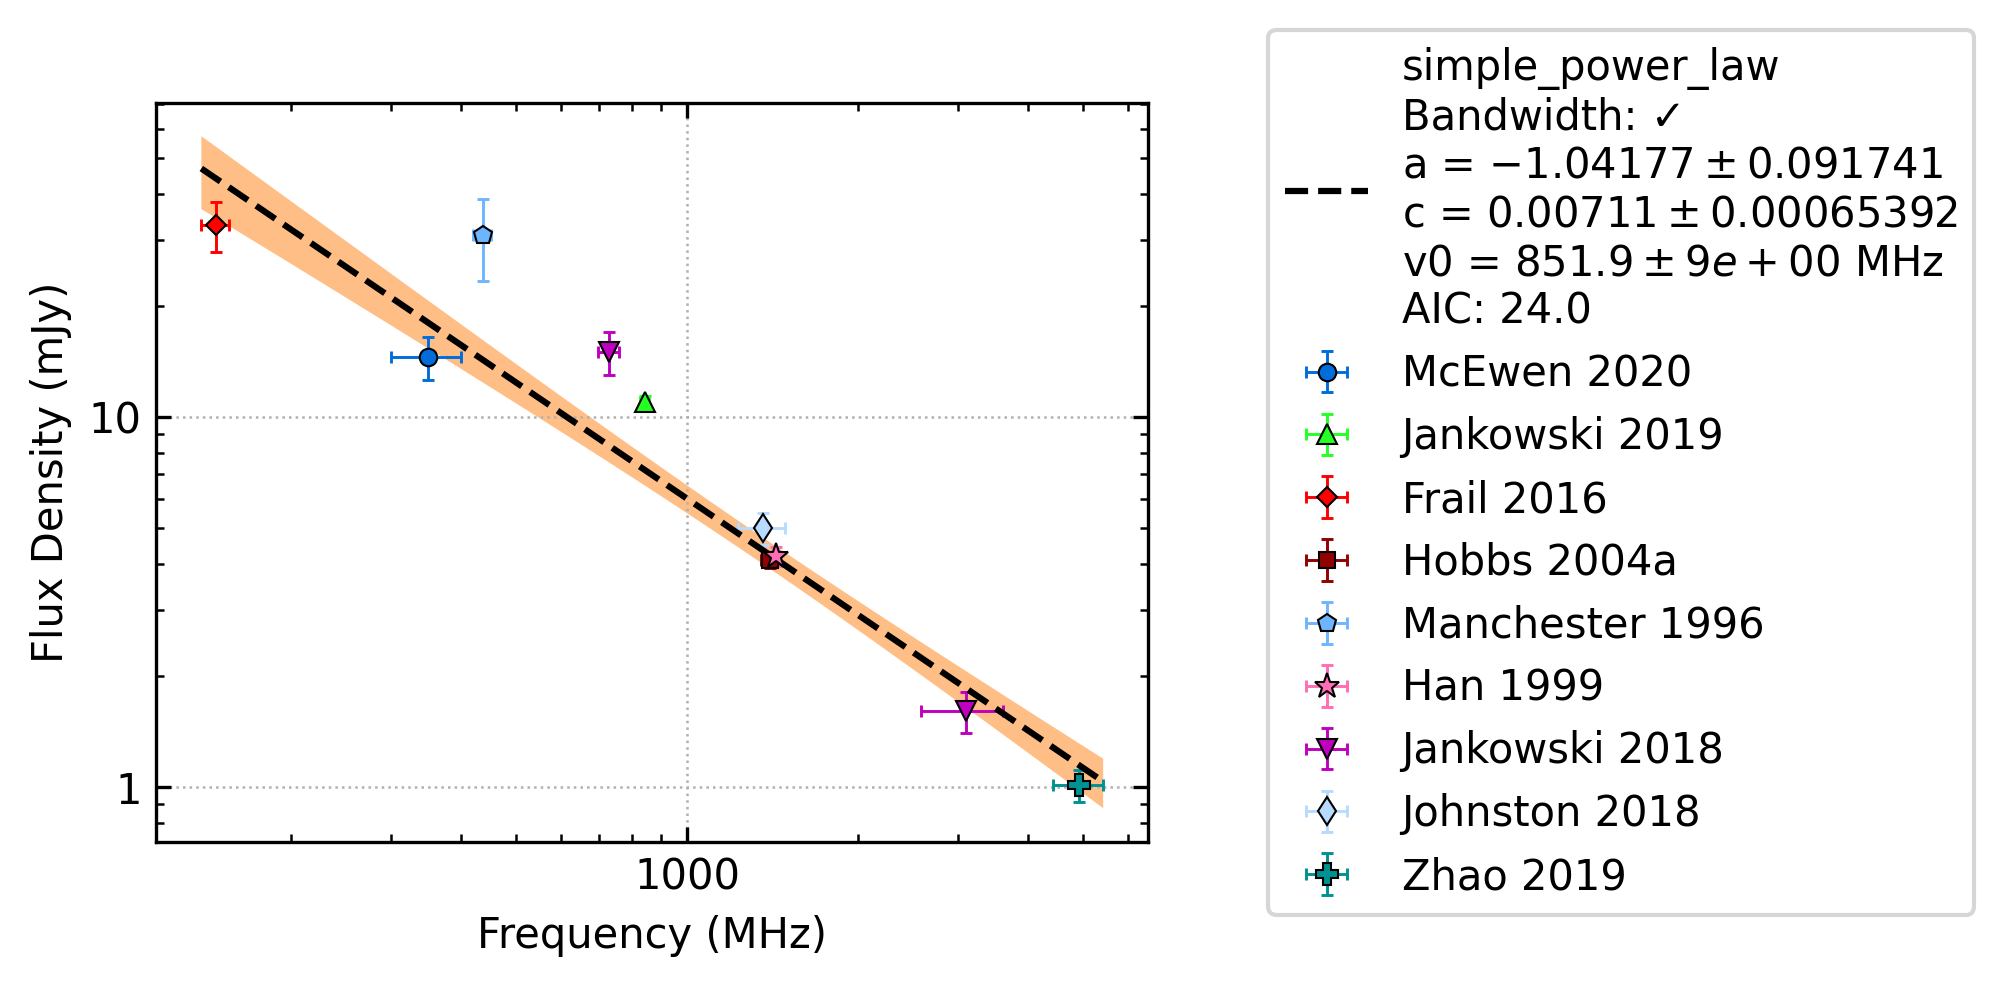 simple_power_law
Bandwidth: ✓
a = −1.04177 ± 0.091741
c = 0.00711 ± 0.00065392
v0 = 851.9 ± 9e + 00 MHz
AIC: 24.0
McEwen 2020
Jankowski 2019
Frail 2016
Hobbs 2004a
Manchester 1996
Han 1999
Jankowski 2018
Johnston 2018
Zhao 2019
Flux Density (mJy)
10
1
1000
Frequency (MHz)